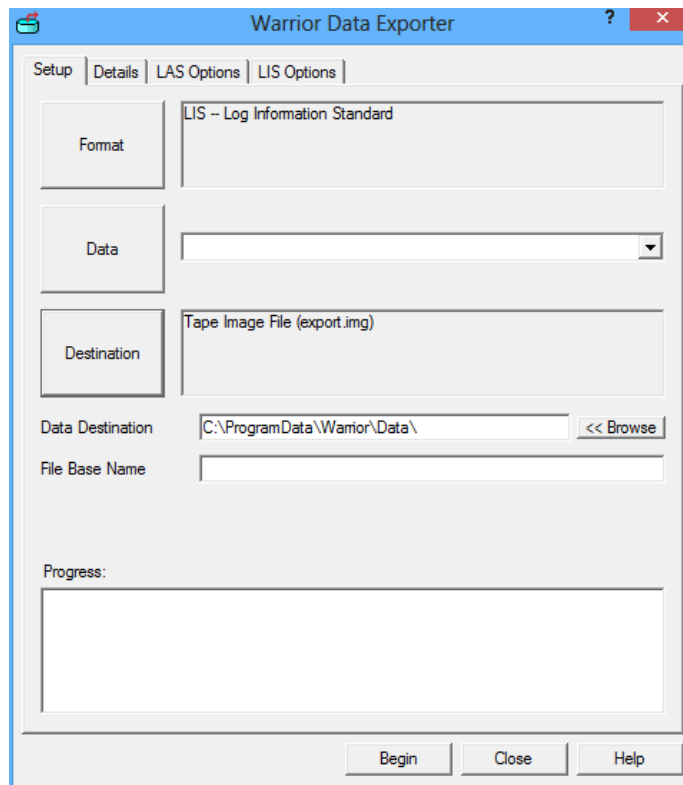 Warrior Data Exporter
?
Setup Details LAS Options LIS Options
Format
LIS -- Log Information Standard
Data
Destination
Tape Image File (export.img)
Data Destination
C:\ProgramData\Warrior\Data\
<< Browse
File Base Name
Progress:
Begin Close Help